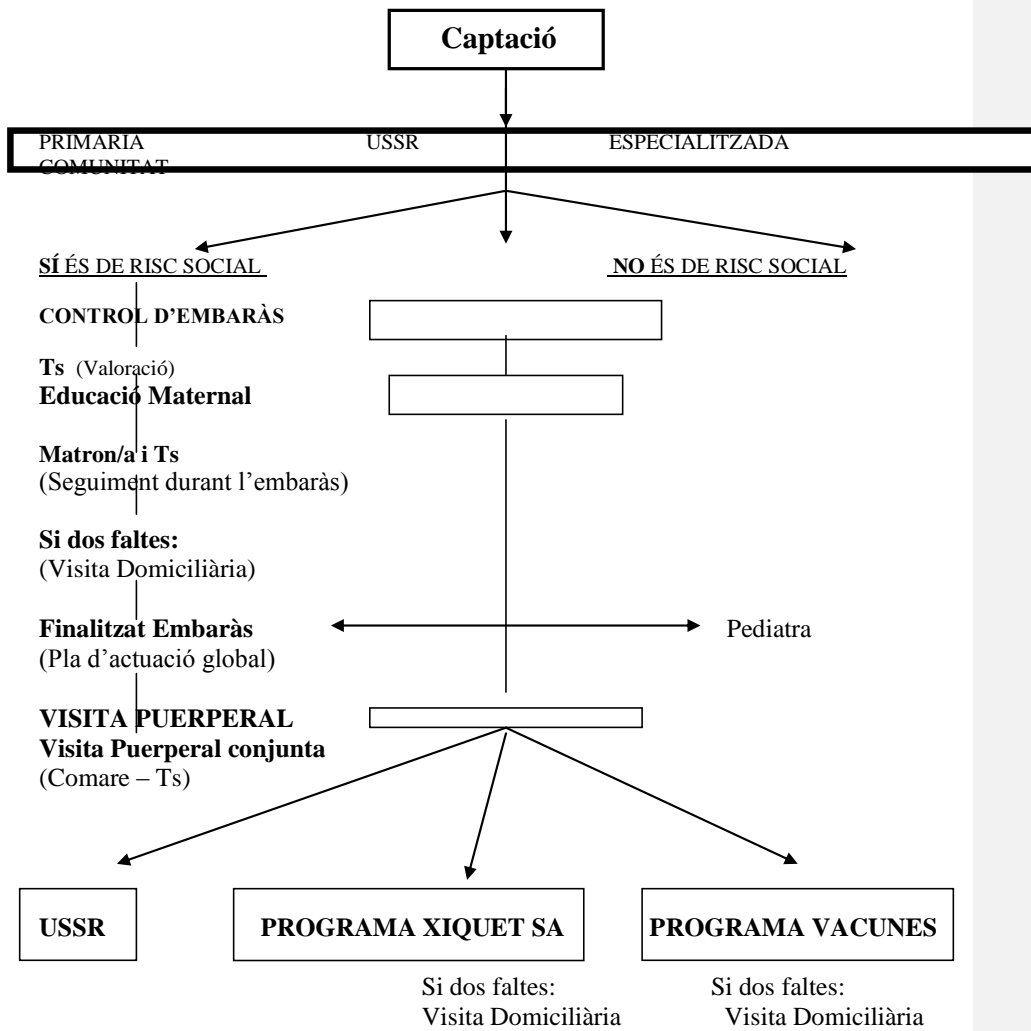 Captació
PRIMARIA USSR ESPECIALITZADA
COMUNITAT
SÍ ÉS DE RISC SOCIAL NO ÉS DE RISC SOCIAL
CONTROL D'EMBARÀS
Ts (Valoració)
Educació Maternal
Matron/a i Ts
(Seguiment durant l'embaràs)
Si dos faltes:
(Visita Domiciliària)
Finalitzat Embaràs Pediatra
(Pla d'actuació global)
VISITA PUERPERAL
Visita Puerperal conjunta
(Comare – Ts)
USSR PROGRAMA XIQUET SA PROGRAMA VACUNES
Si dos faltes: Si dos faltes:
Visita Domiciliària Visita Domiciliària